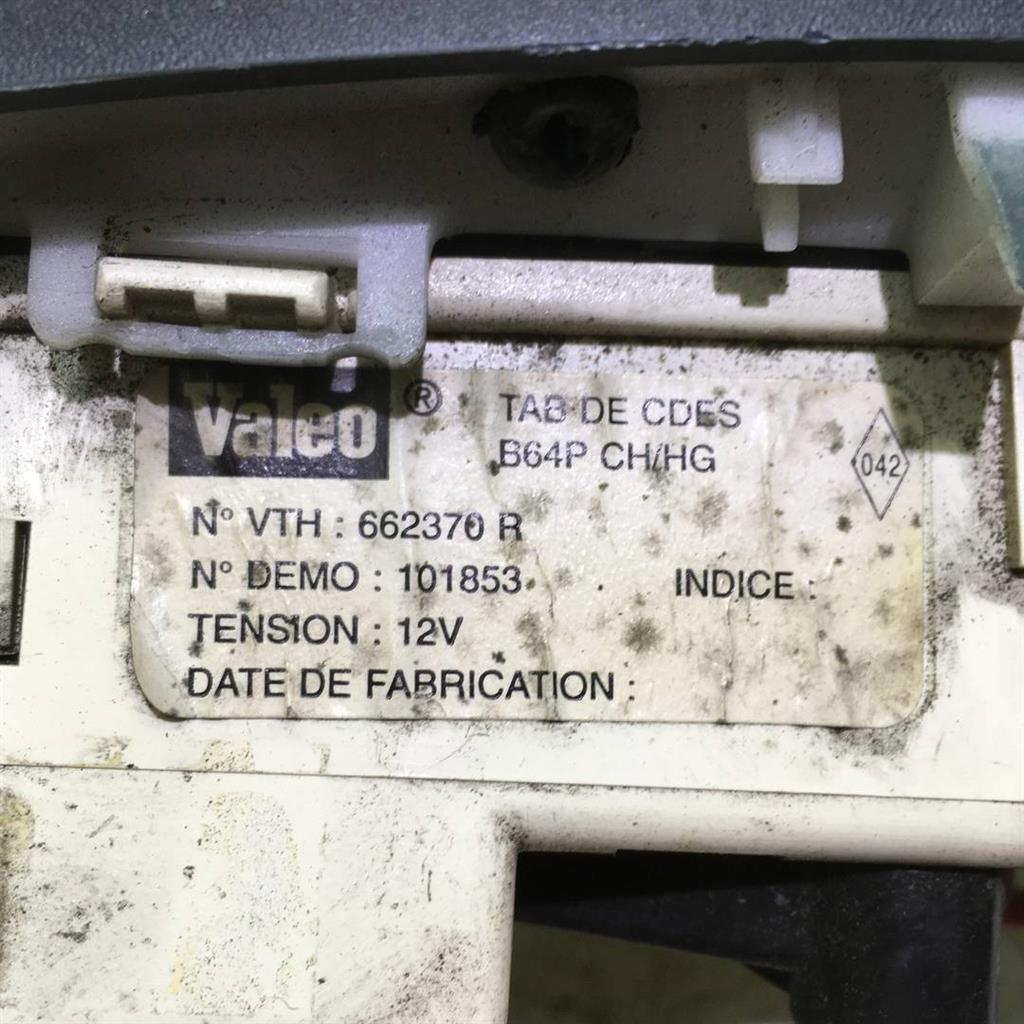 Valeo ®
TAB DE CDES
B64P CH/HG
042
N° VTH : 662370 R
N° DEMO : 101853
INDICE :
TENSION : 12V
DATE DE FABRICATION :